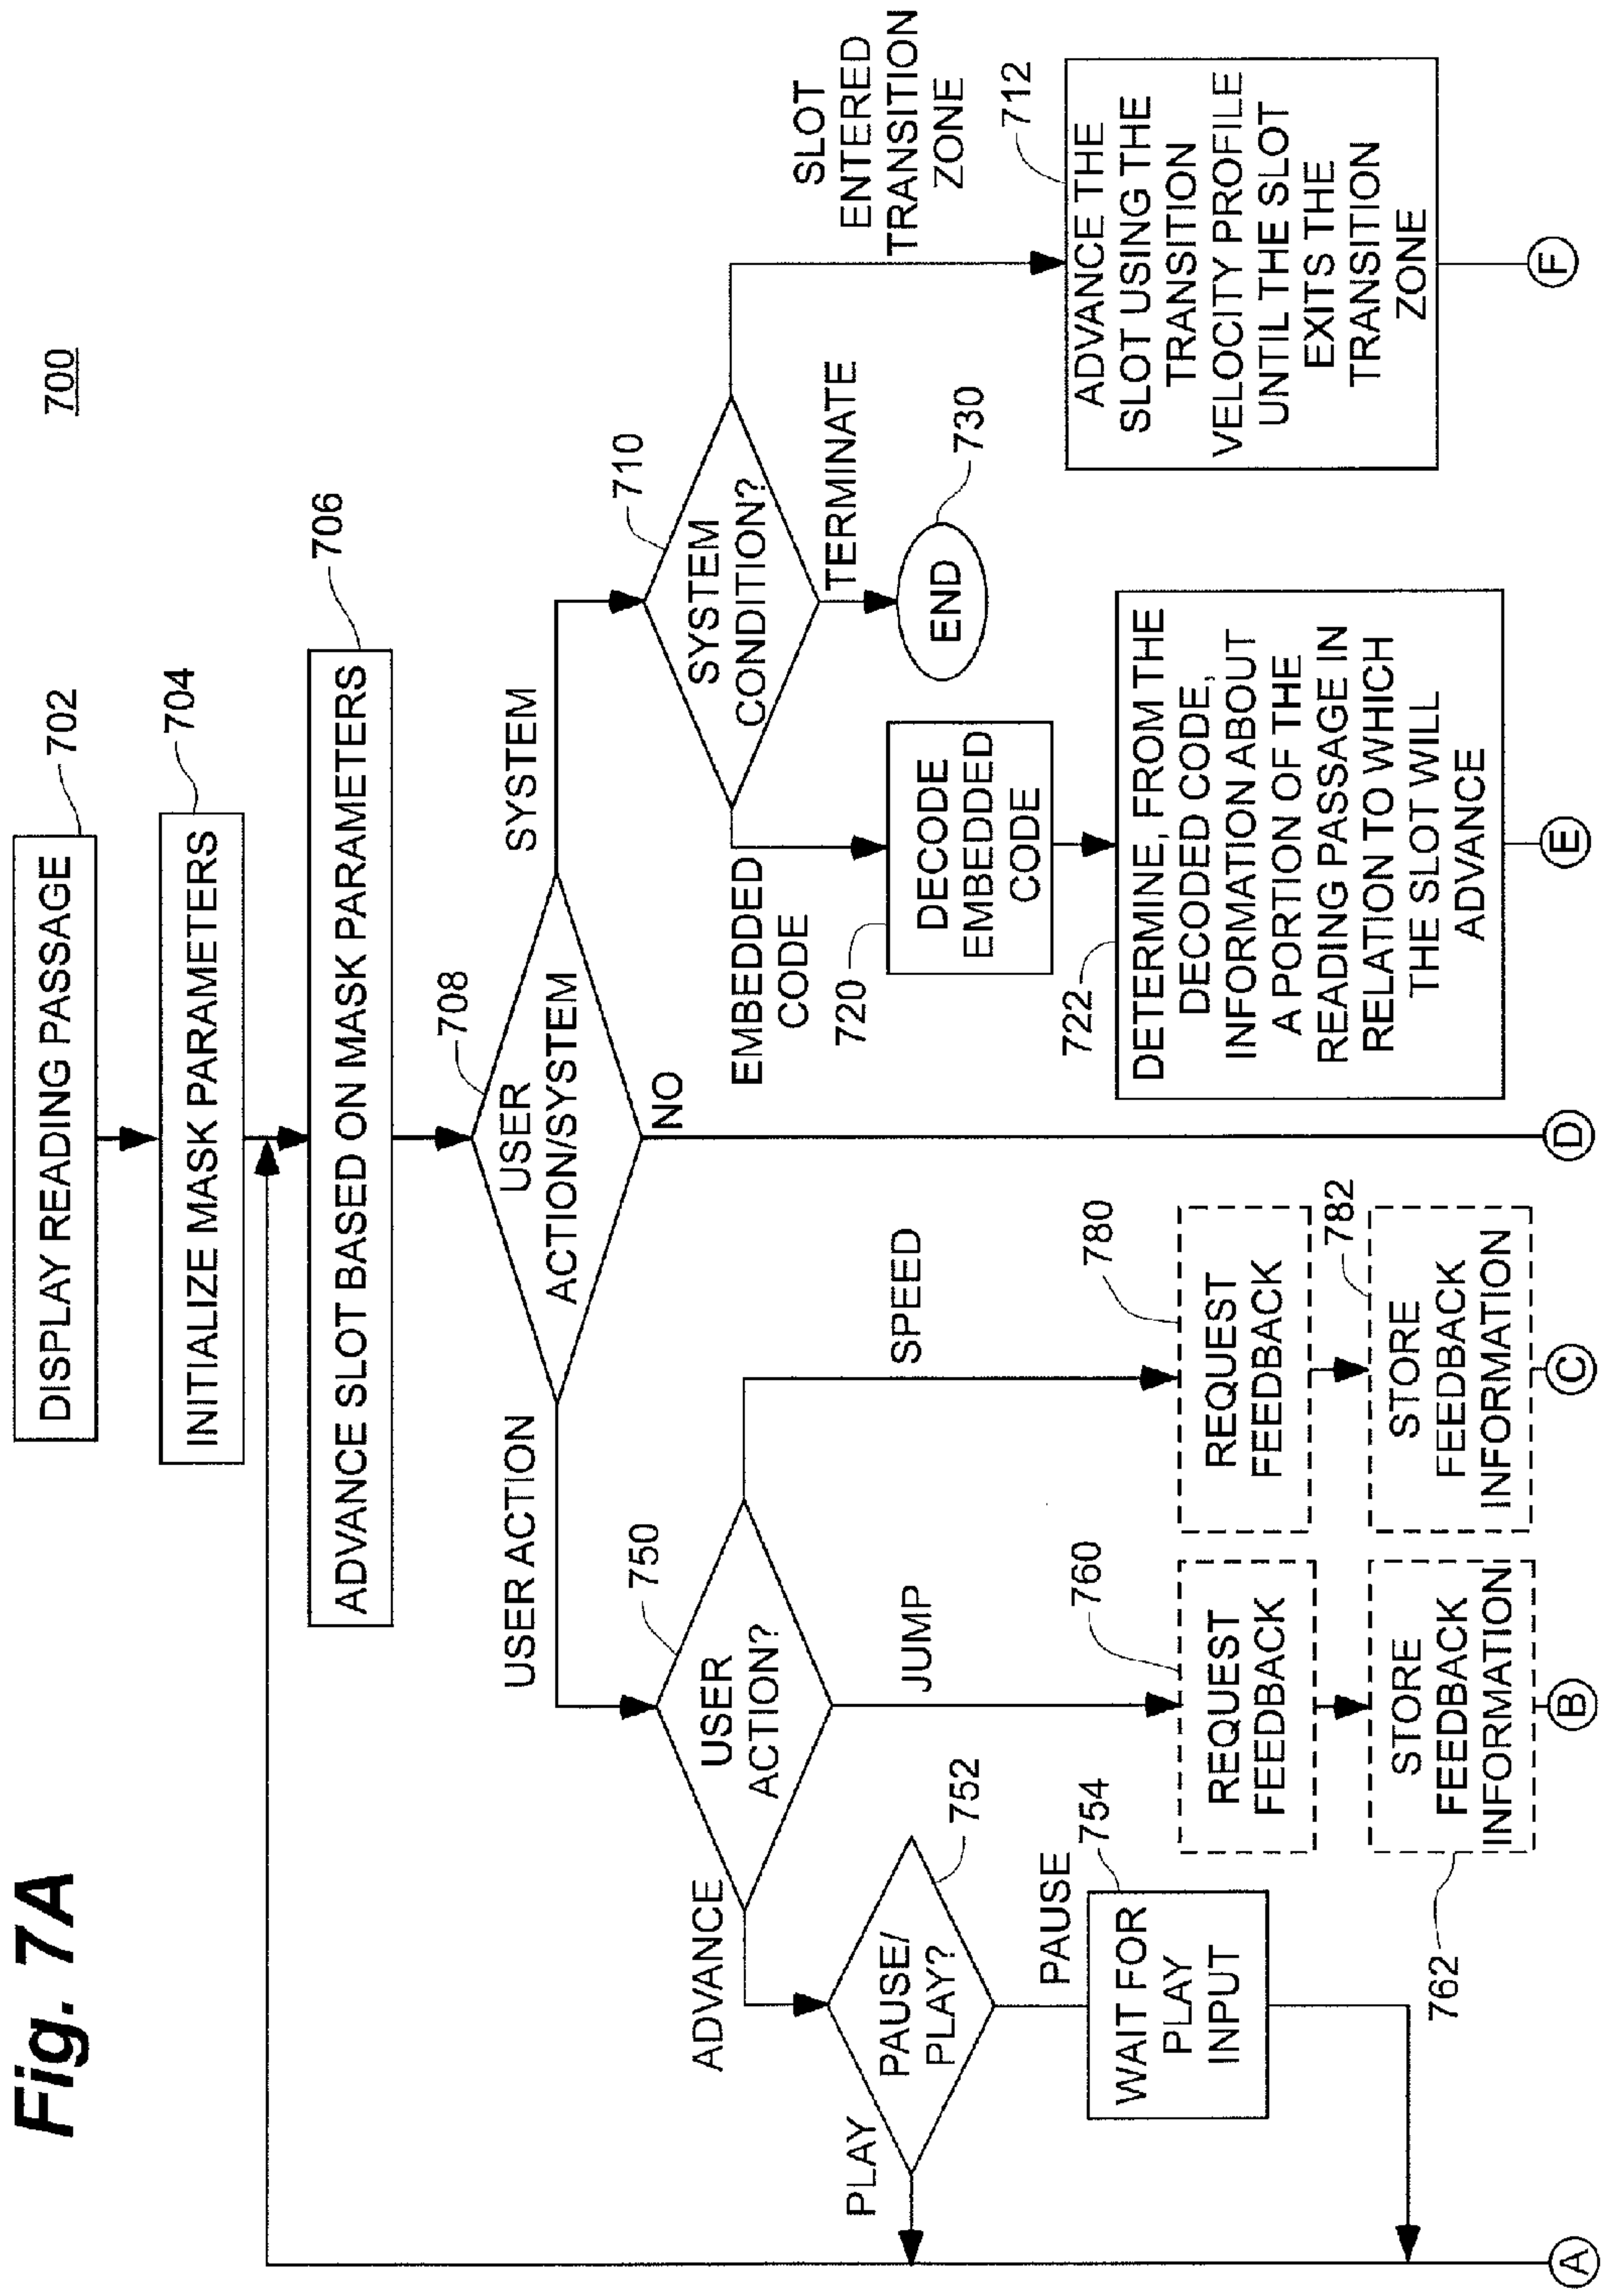 Fig. 7A
700
DISPLAY READING PASSAGE
702
INITIALIZE MASK PARAMETERS
704
ADVANCE SLOT BASED ON MASK PARAMETERS
706
708
USER
ACTION/SYSTEM
USER ACTION
SYSTEM
NO
750
USER
ACTION?
ADVANCE
JUMP
SPEED
752
PAUSE/
PLAY?
PLAY
PAUSE
754
WAIT FOR
PLAY
INPUT
760
REQUEST
FEEDBACK
762
STORE
FEEDBACK
INFORMATION
780
REQUEST
FEEDBACK
782
STORE
FEEDBACK
INFORMATION
710
SYSTEM
CONDITION?
EMBEDDED
CODE
TERMINATE
SLOT
ENTERED
TRANSITION
ZONE
720
DECODE
EMBEDDED
CODE
END
730
722
DETERMINE, FROM THE
DECODED CODE,
INFORMATION ABOUT
A PORTION OF THE
READING PASSAGE IN
RELATION TO WHICH
THE SLOT WILL
ADVANCE
712
ADVANCE THE
SLOT USING THE
TRANSITION
VELOCITY PROFILE
UNTIL THE SLOT
EXITS THE
TRANSITION
ZONE
A
B
C
D
E
F